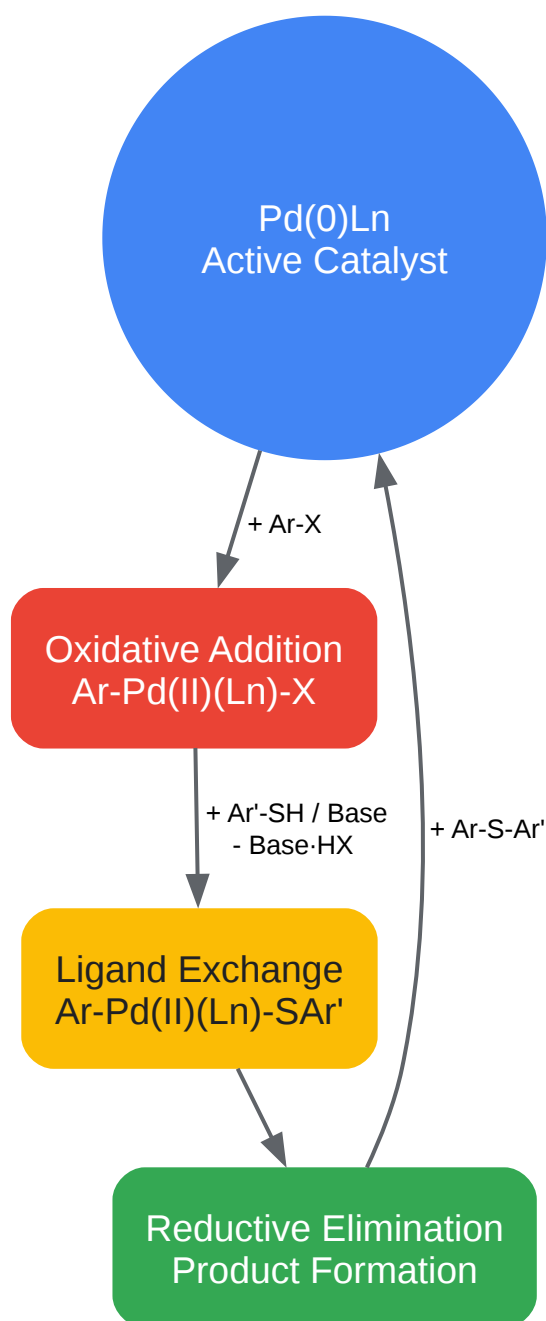 Pd(0)Ln
Active Catalyst
+ Ar-X
Oxidative Addition
Ar-Pd(II)(Ln)-X
+ Ar'-SH / Base
- Base·HX
+ Ar-S-Ar'
Ligand Exchange
Ar-Pd(II)(Ln)-SAr'
Reductive Elimination
Product Formation